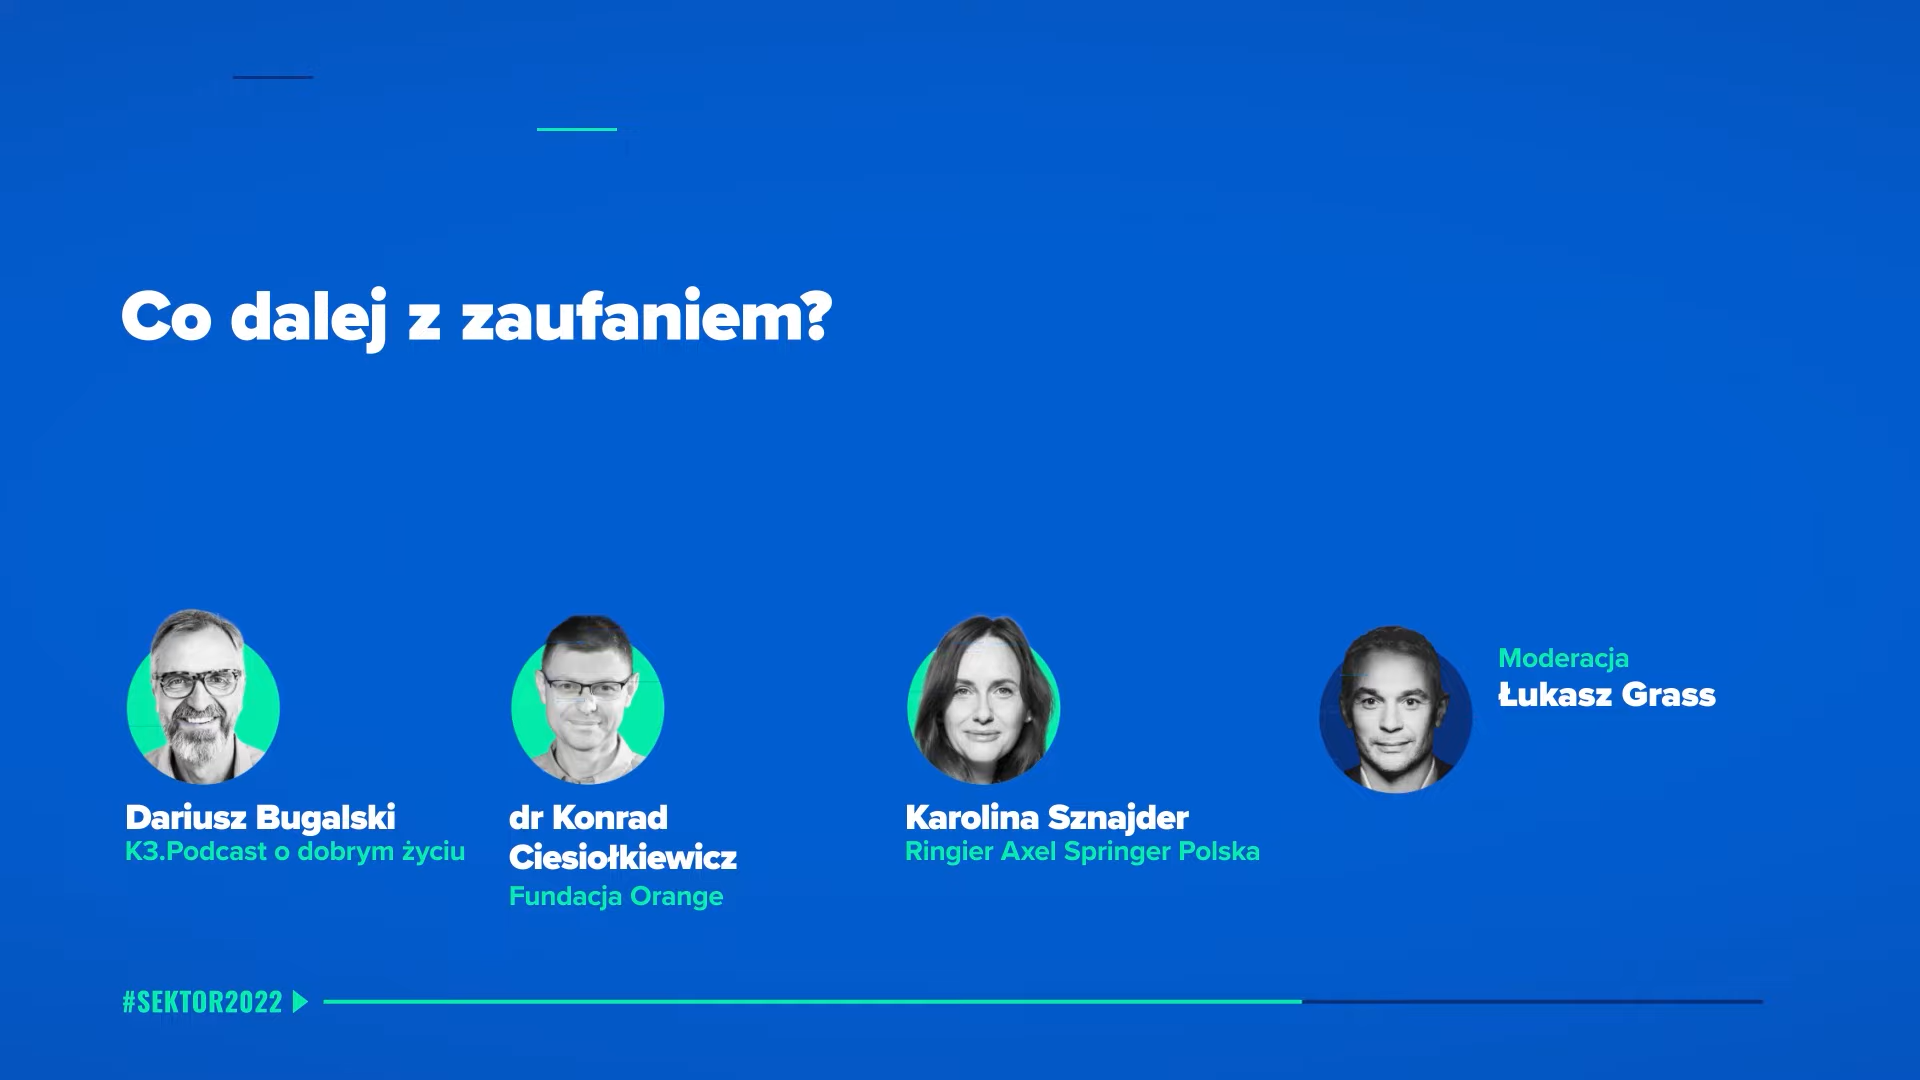 Co dalej z zaufaniem?
Dariusz Bugalski
K3.Podcast o dobrym życiu
dr Konrad
Ciesiołkiewicz
Fundacja Orange
Karolina Sznajder
Ringier Axel Springer Polska
Moderacja
Łukasz Grass
#SEKTOR2022